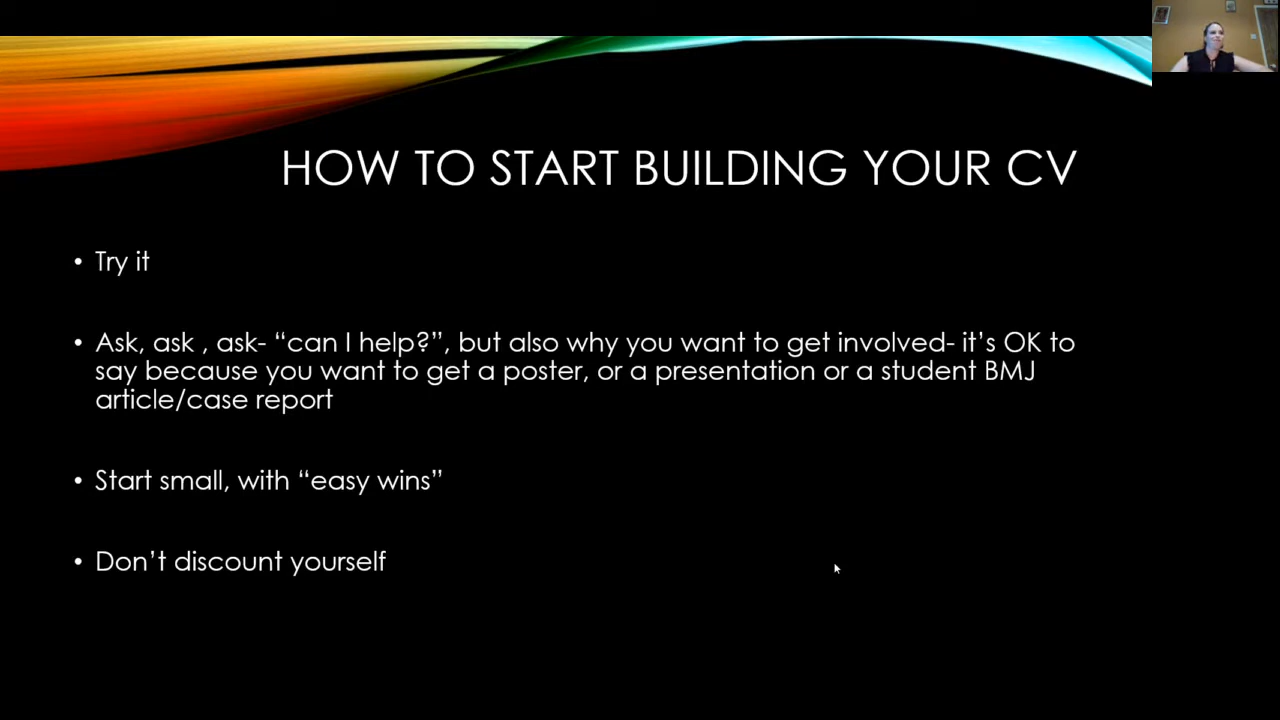 HOW TO START BUILDING YOUR CV
• Try it
• Ask, ask , ask- “can I help?”, but also why you want to get involved- it’s OK to
say because you want to get a poster, or a presentation or a student BMJ
article/case report
• Start small, with “easy wins”
• Don’t discount yourself